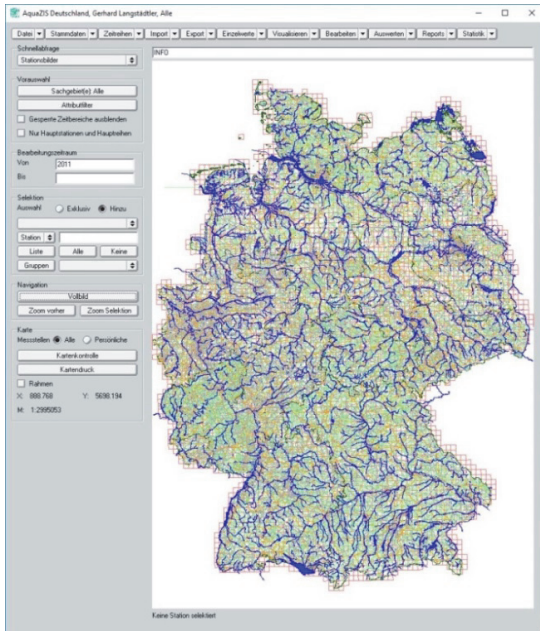 AquaZIS Deutschland, Gerhard Langstädtler, Alle
Datei Stammdaten Zeitreihen Import Export Einzelwerte Visualisieren Bearbeiten Auswerten Reports Statistik
Schnellabfrage
Stationsbilder
INFO
Vorauswahl
Sachgebiet(e): Alle
Attributfilter
Gesperrte Zeitbereiche ausblenden
Nur Hauptstationen und Hauptreihen
Bearbeitungszeitraum
Von 2011
Bis
Selektion
Auswahl Exklusiv Hinzu
Station
Liste Alle Keine
Gruppen
Navigation
Vollbild
Zoom vorher Zoom Selektion
Karte
Messstellen Alle Persönliche
Kartenkontrolle
Kartendruck
Rahmen
X: 888.768 Y: 5698.194
M: 1:2995053
Keine Station selektiert